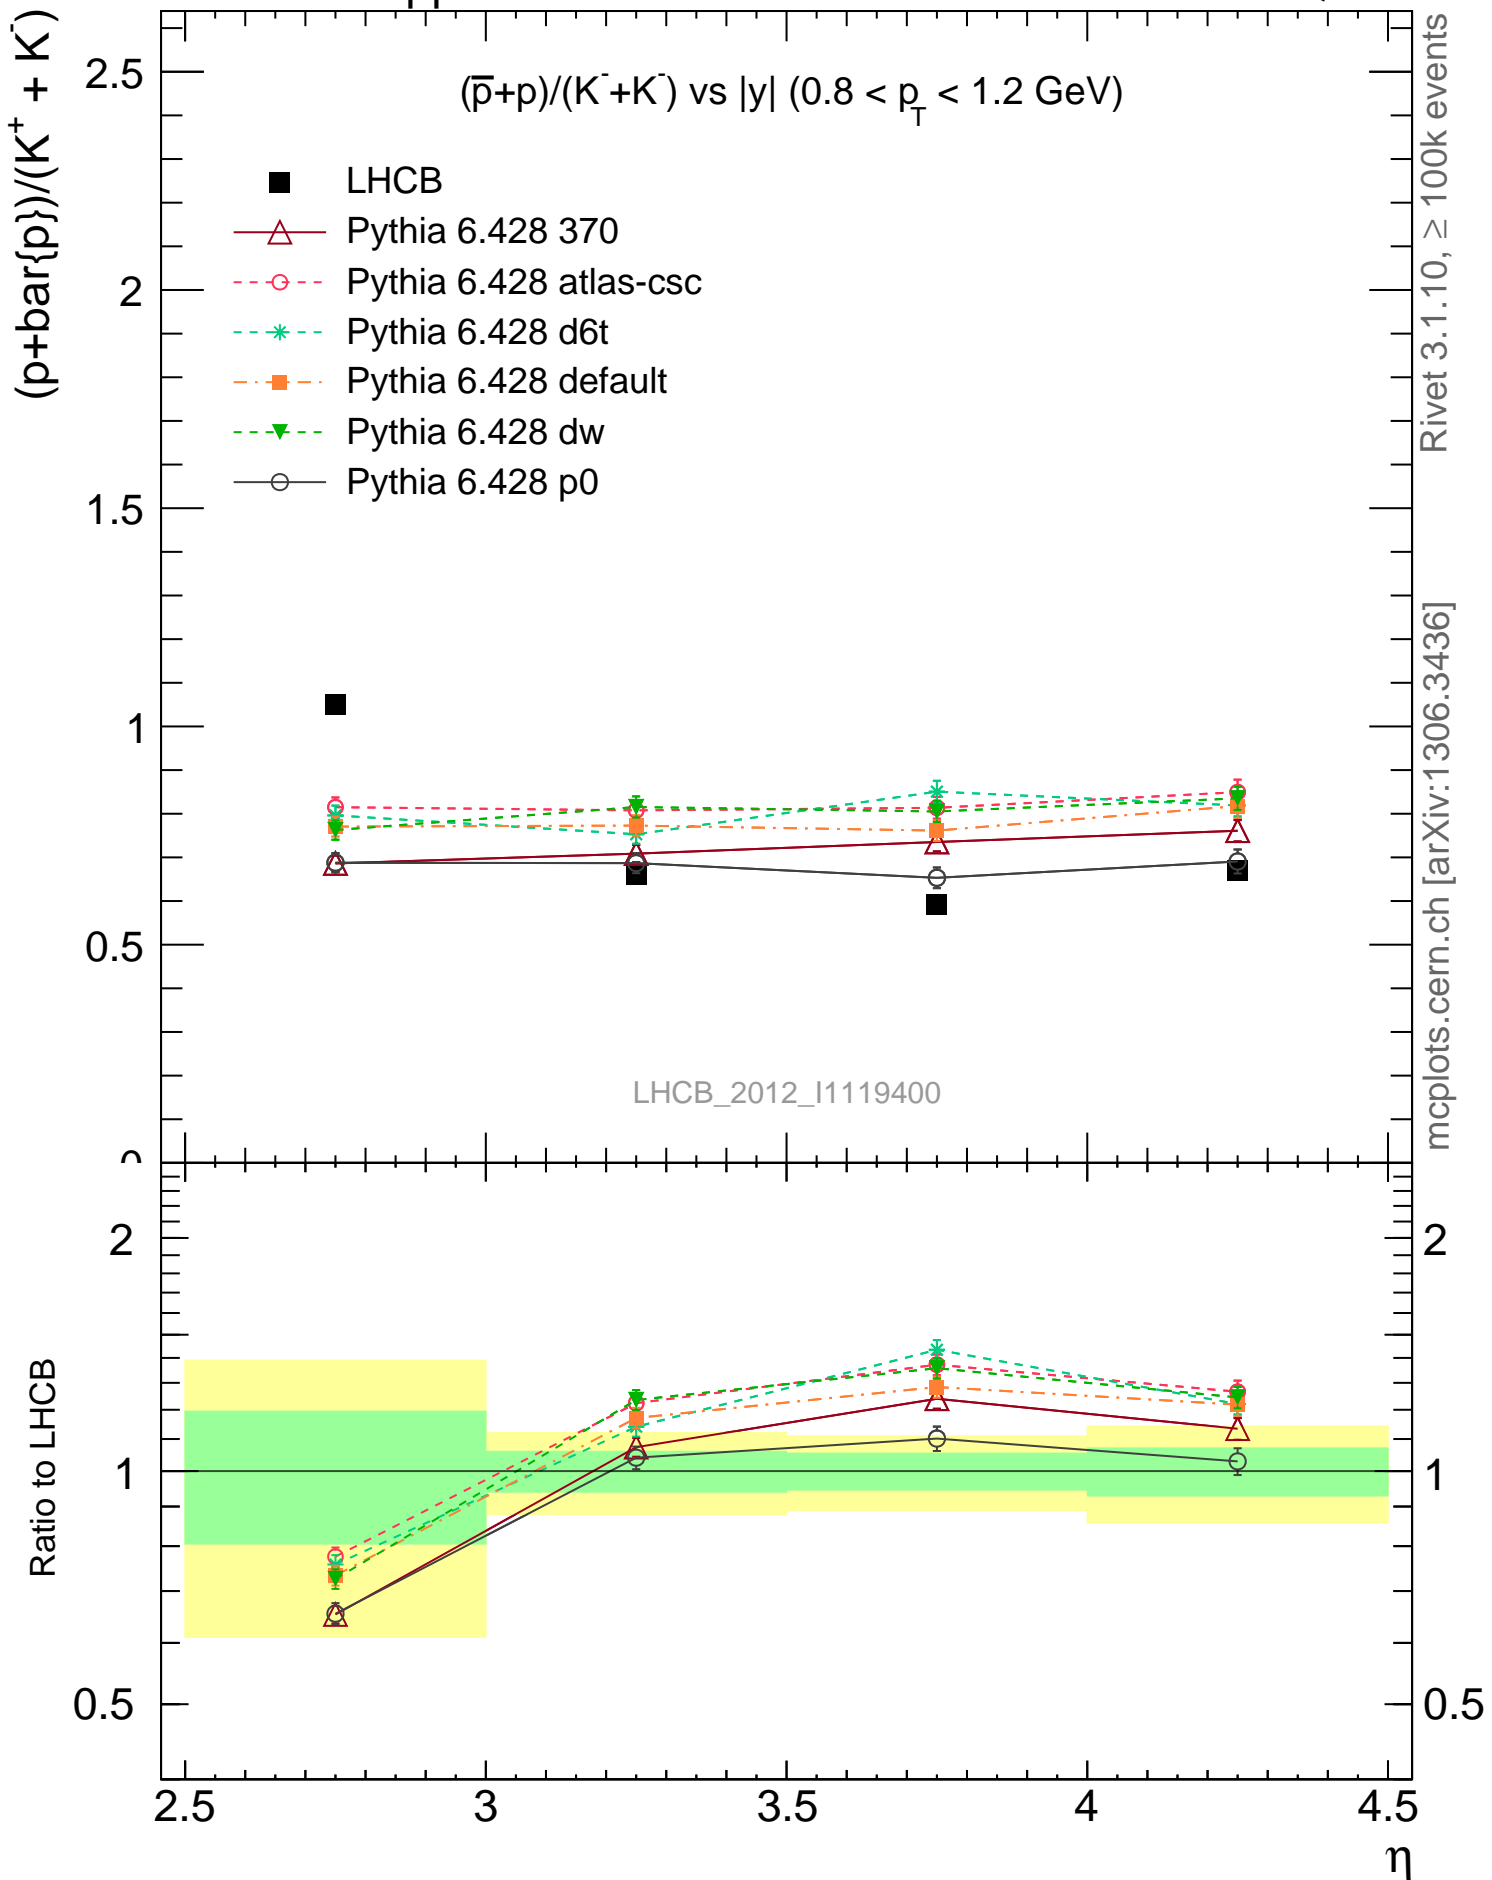 pp
(p+bar{p})/(K⁺ + K⁻)
(p̅+p)/(K⁻+K⁻) vs |y| (0.8 < p_T < 1.2 GeV)
LHCB
Pythia 6.428 370
Pythia 6.428 atlas-csc
Pythia 6.428 d6t
Pythia 6.428 default
Pythia 6.428 dw
Pythia 6.428 p0
2.5
2
1.5
1
0.5
0
LHCB_2012_I1119400
Rivet 3.1.10, ≥ 100k events
mcplots.cern.ch [arXiv:1306.3436]
Ratio to LHCB
2
1
0.5
2
1
0.5
2.5 3 3.5 4 4.5
η